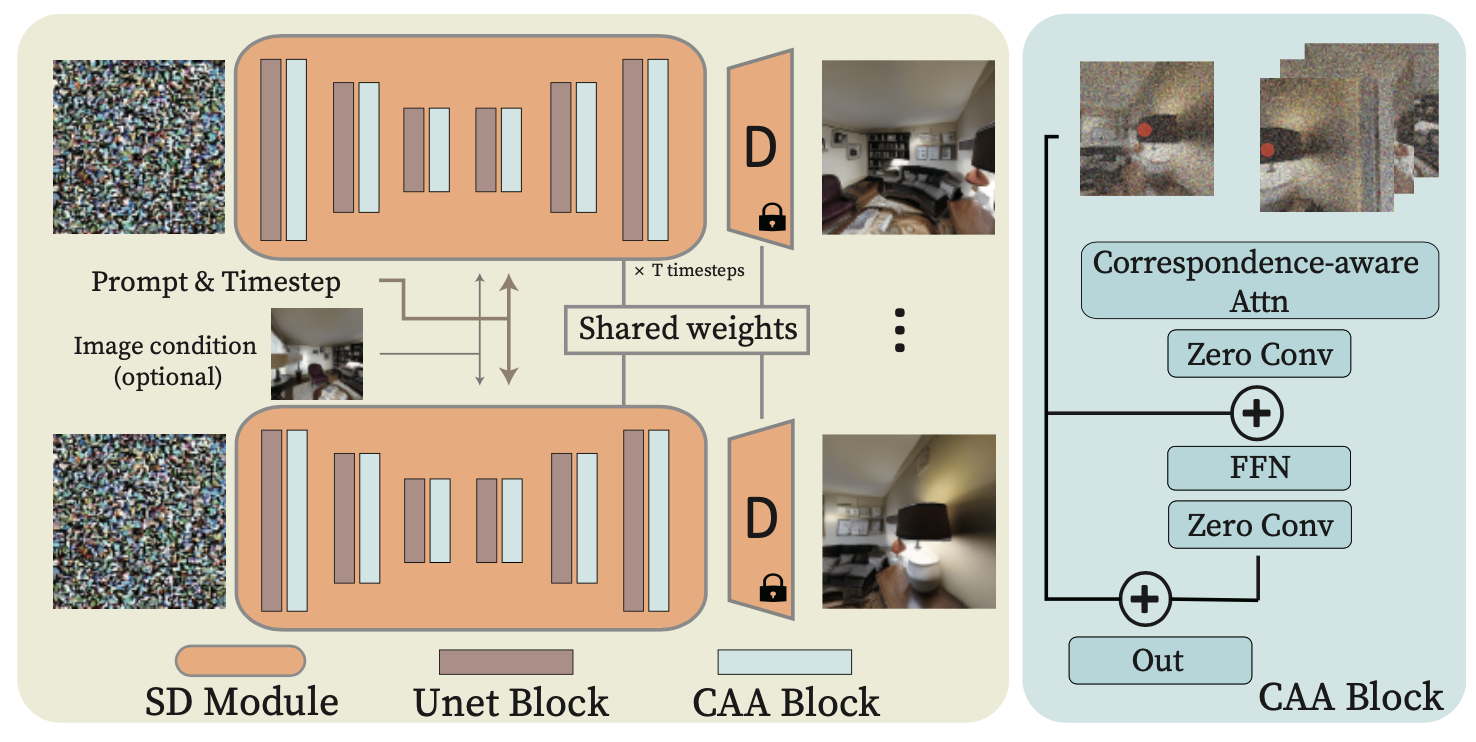 D
Prompt & Timestep
× T timesteps
Shared weights
Image condition
(optional)
D
SD Module
Unet Block
CAA Block
Correspondence-aware
Attn
Zero Conv
FFN
Zero Conv
Out
CAA Block